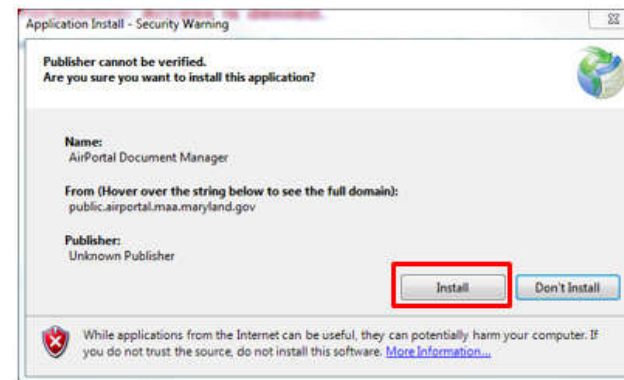 Application Install - Security Warning
Publisher cannot be verified.
Are you sure you want to install this application?
Name:
AirPortal Document Manager
From (Hover over the string below to see the full domain):
public.airportal.maa.maryland.gov
Publisher:
Unknown Publisher
Install
Don't Install
While applications from the Internet can be useful, they can potentially harm your computer. If
you do not trust the source, do not install this software. More Information...